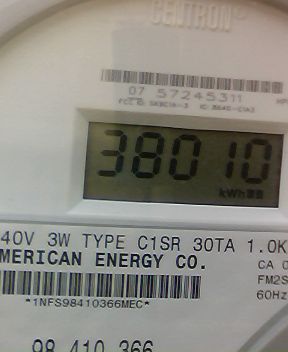 CENTRON
07 57245311
38010
kWh
40V 3W TYPE C1SR 30TA 1.0K
MERICAN ENERGY CO.
CA 0
FM2S
60Hz
*1NFS98410366MEC*
98 410 366